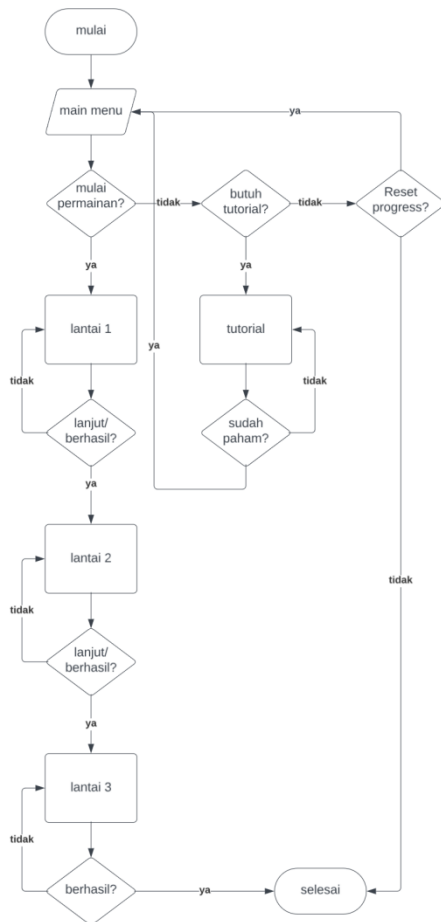 mulai
main menu
ya
mulai
permainan?
tidak
butuh
tutorial?
tidak
Reset
progress?
ya
ya
lantai 1
tutorial
ya
tidak
tidak
lanjut/
berhasil?
sudah
paham?
ya
lantai 2
tidak
tidak
lanjut/
berhasil?
ya
lantai 3
tidak
berhasil?
ya
selesai